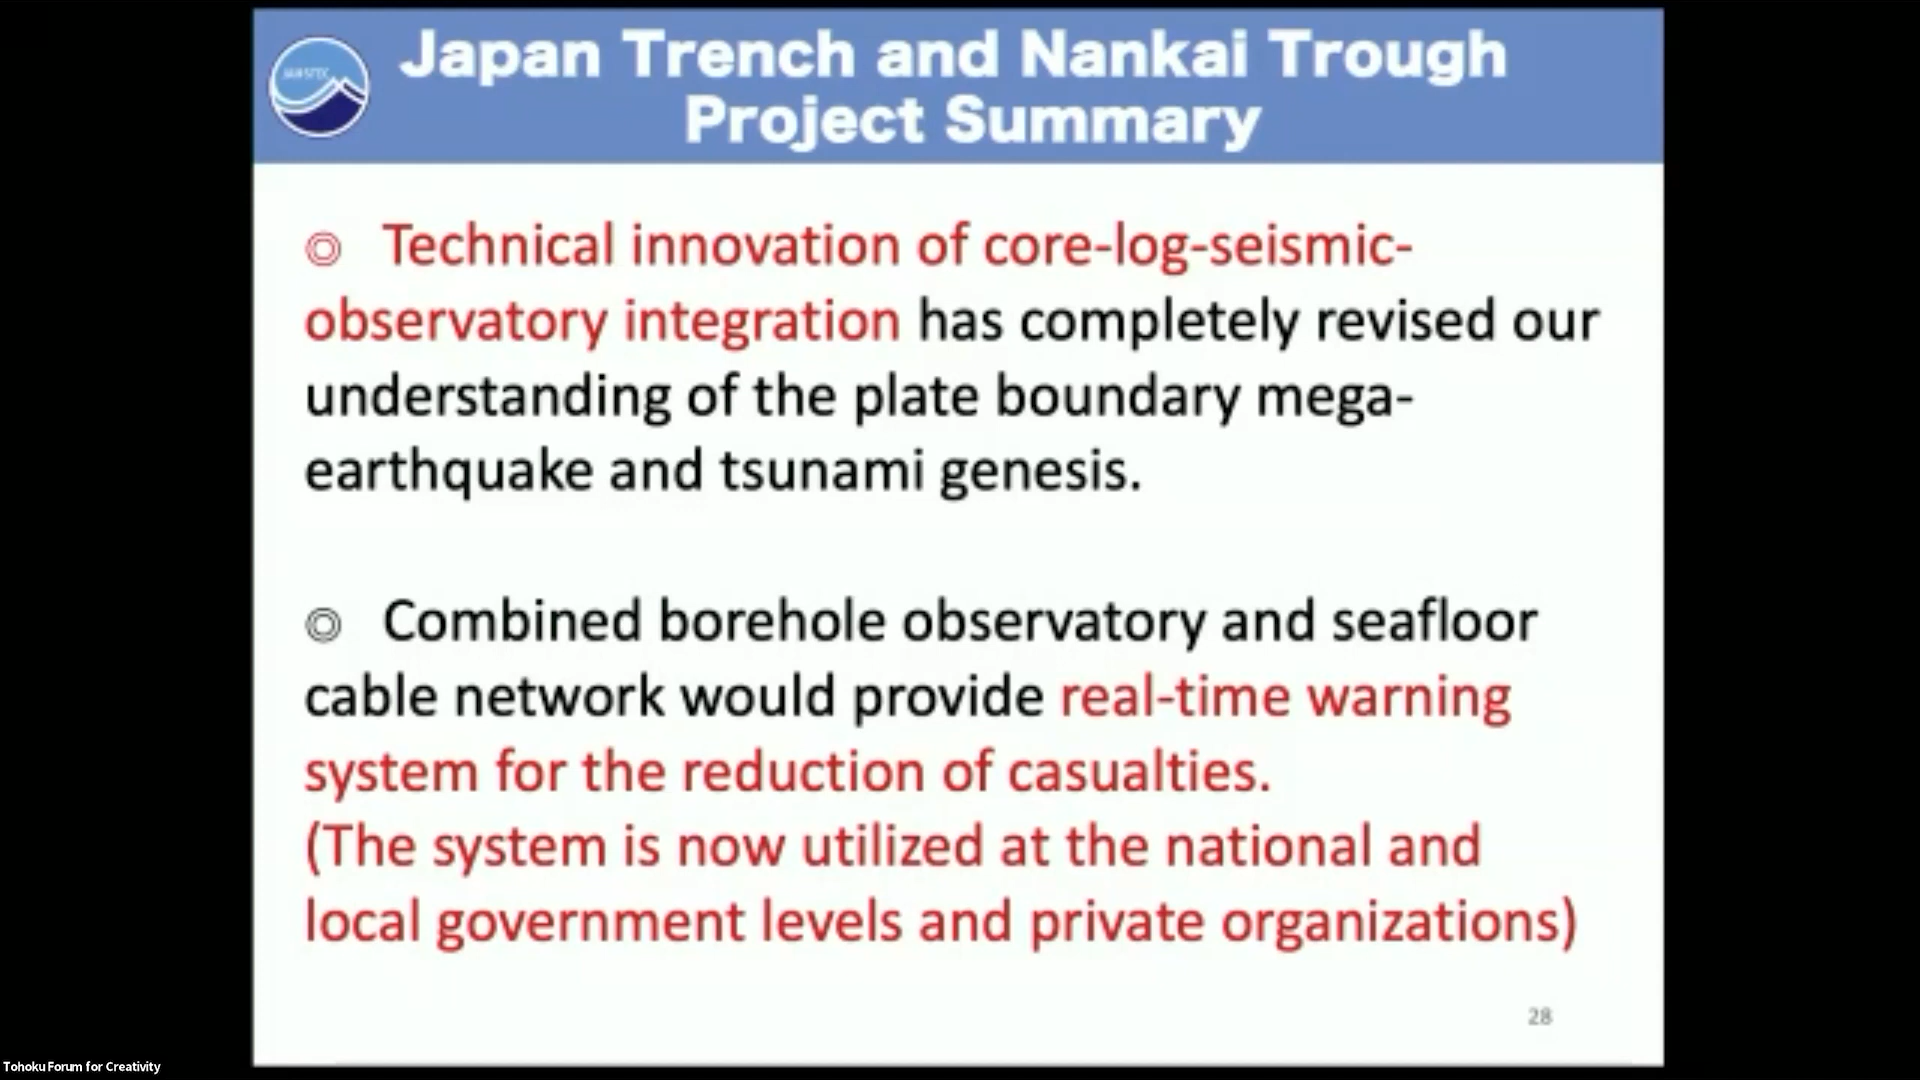 JAMSTEC
Japan Trench and Nankai Trough
Project Summary
◎ Technical innovation of core-log-seismic-
observatory integration has completely revised our
understanding of the plate boundary mega-
earthquake and tsunami genesis.
◎ Combined borehole observatory and seafloor
cable network would provide real-time warning
system for the reduction of casualties.
(The system is now utilized at the national and
local government levels and private organizations)
28
Tohoku Forum for Creativity